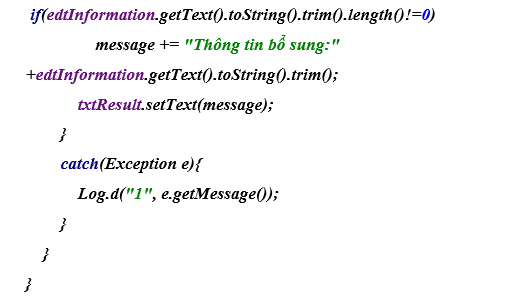 if(edtInformation.getText().toString().trim().length()!=0)
message += "Thông tin bổ sung:"
+edtInformation.getText().toString().trim();
txtResult.setText(message);
}
catch(Exception e){
Log.d("1", e.getMessage());
}
}
}